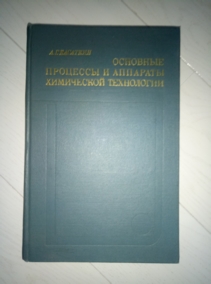 ОСНОВНЫЕ
ПРОЦЕССЫ И АППАРАТЫ
ХИМИЧЕСКОЙ ТЕХНОЛОГИИ